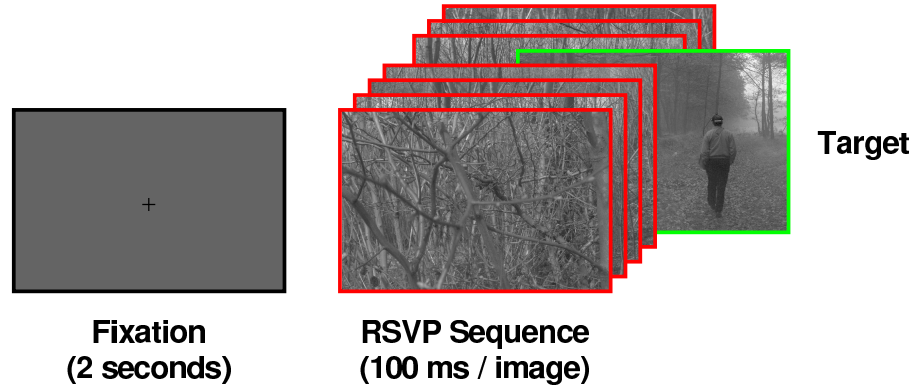 Target
Fixation
(2 seconds)
RSVP Sequence
(100 ms / image)